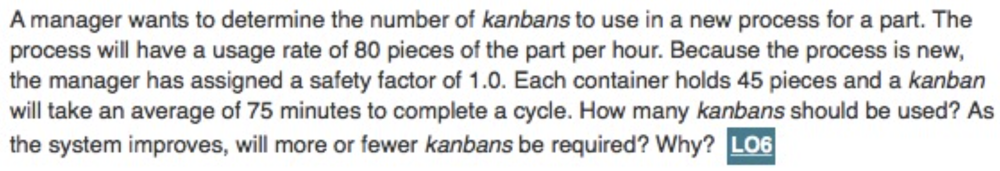 A manager wants to determine the number of kanbans to use in a new process for a part. The
process will have a usage rate of 80 pieces of the part per hour. Because the process is new,
the manager has assigned a safety factor of 1.0. Each container holds 45 pieces and a kanban
will take an average of 75 minutes to complete a cycle. How many kanbans should be used? As
the system improves, will more or fewer kanbans be required? Why? LO6